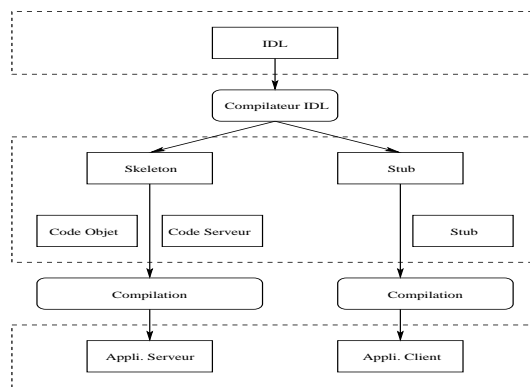 IDL
Compilateur IDL
Skeleton
Stub
Code Objet
Code Serveur
Stub
Compilation
Compilation
Appli. Serveur
Appli. Client